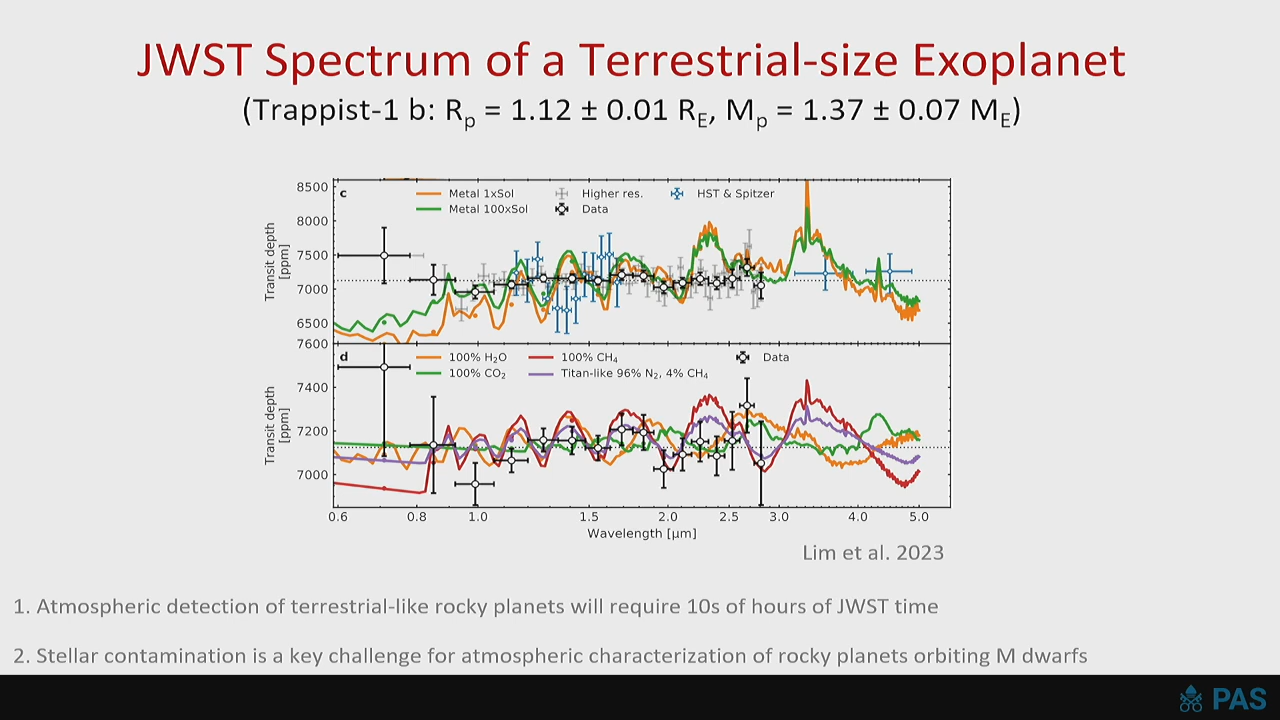 JWST Spectrum of a Terrestrial-size Exoplanet
(Trappist-1 b: Rp = 1.12 ± 0.01 RE, Mp = 1.37 ± 0.07 ME)
c
Metal 1xSol
Metal 100xSol
Higher res.
Data
HST & Spitzer
Transit depth
[ppm]
8500
8000
7500
7000
6500
7600
d
100% H2O
100% CO2
100% CH4
Titan-like 96% N2, 4% CH4
Data
Transit depth
[ppm]
7400
7200
7000
0.6 0.8 1.0 1.5 2.0 2.5 3.0 4.0 5.0
Wavelength [μm]
Lim et al. 2023
1. Atmospheric detection of terrestrial-like rocky planets will require 10s of hours of JWST time
2. Stellar contamination is a key challenge for atmospheric characterization of rocky planets orbiting M dwarfs
PAS